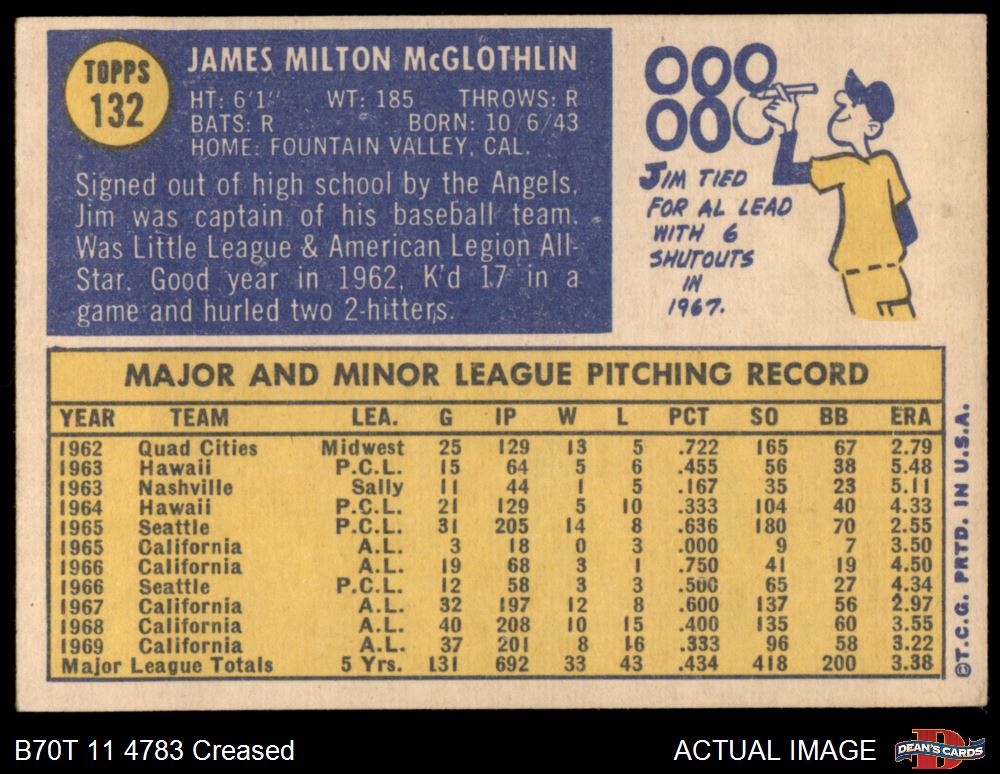 TOPPS
132
JAMES MILTON McGLOTHLIN
HT: 6'1" WT: 185 THROWS: R
BATS: R BORN: 10/6/43
HOME: FOUNTAIN VALLEY, CAL.
Signed out of high school by the Angels,
Jim was captain of his baseball team.
Was Little League & American Legion All-
Star. Good year in 1962, K'd 17 in a
game and hurled two 2-hitters.
000
000
JIM TIED
FOR AL LEAD
WITH 6
SHUTOUTS
IN
1967.
MAJOR AND MINOR LEAGUE PITCHING RECORD
YEAR TEAM LEA. G IP W L PCT SO BB ERA
1962 Quad Cities Midwest 25 129 13 5 .722 165 67 2.79
1963 Hawaii P.C.L. 15 64 5 6 .455 56 38 5.48
1963 Nashville Sally 11 44 1 5 .167 35 23 5.11
1964 Hawaii P.C.L. 21 129 5 10 .333 104 40 4.33
1965 Seattle P.C.L. 31 205 14 8 .636 180 70 2.55
1965 California A.L. 3 18 0 3 .000 9 7 3.50
1966 California A.L. 19 68 3 1 .750 41 19 4.50
1966 Seattle P.C.L. 12 58 3 3 .500 65 27 4.34
1967 California A.L. 32 197 12 8 .600 137 56 2.97
1968 California A.L. 40 208 10 15 .400 135 60 3.55
1969 California A.L. 37 201 8 16 .333 96 58 3.22
Major League Totals 5 Yrs. 131 692 33 43 .434 418 200 3.38
©T.C.G. PRTD. IN U.S.A.
B70T 11 4783 Creased
ACTUAL IMAGE
D
DEAN'S CARDS